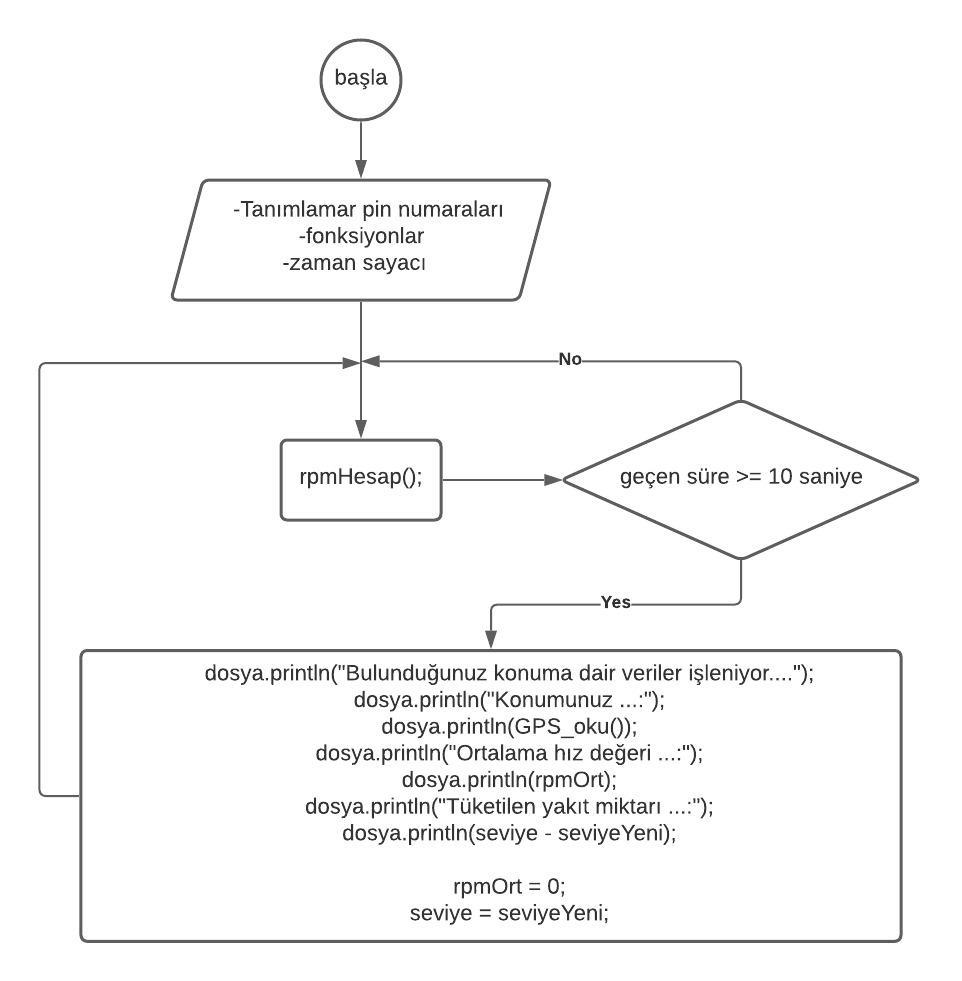 başla
-Tanımlamar pin numaraları
-fonksiyonlar
-zaman sayacı
No
rpmHesap();
geçen süre >= 10 saniye
Yes
dosya.println("Bulunduğunuz konuma dair veriler işleniyor....");
dosya.println("Konumunuz ...:");
dosya.println(GPS_oku());
dosya.println("Ortalama hız değeri ...:");
dosya.println(rpmOrt);
dosya.println("Tüketilen yakıt miktarı ...:");
dosya.println(seviye - seviyeYeni);
rpmOrt = 0;
seviye = seviyeYeni;